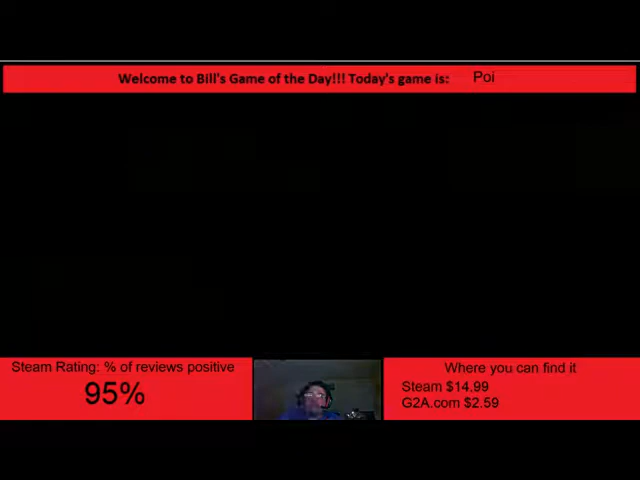 Welcome to Bill's Game of the Day!!! Today's game is: Poi
Steam Rating: % of reviews positive
95%
Where you can find it
Steam $14.99
G2A.com $2.59